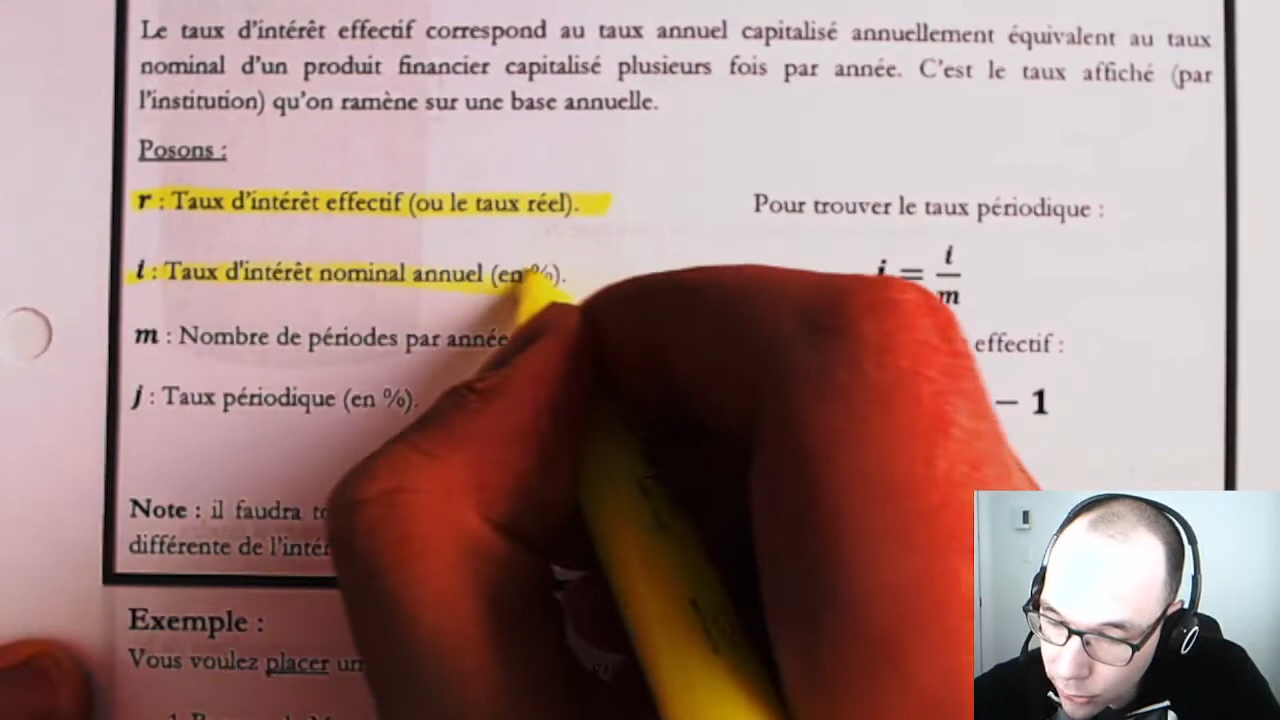 Le taux d'intérêt effectif correspond au taux annuel capitalisé annuellement équivalent au taux
nominal d'un produit financier capitalisé plusieurs fois par année. C'est le taux affiché (par
l'institution) qu'on ramène sur une base annuelle.
Posons :
r : Taux d'intérêt effectif (ou le taux réel).
Pour trouver le taux périodique :
i : Taux d'intérêt nominal annuel (en %).
j = i/m
m : Nombre de périodes par année
effectif :
j : Taux périodique (en %).
− 1
Note : il faudra
différente de
Exemple :
Vous voulez placer un